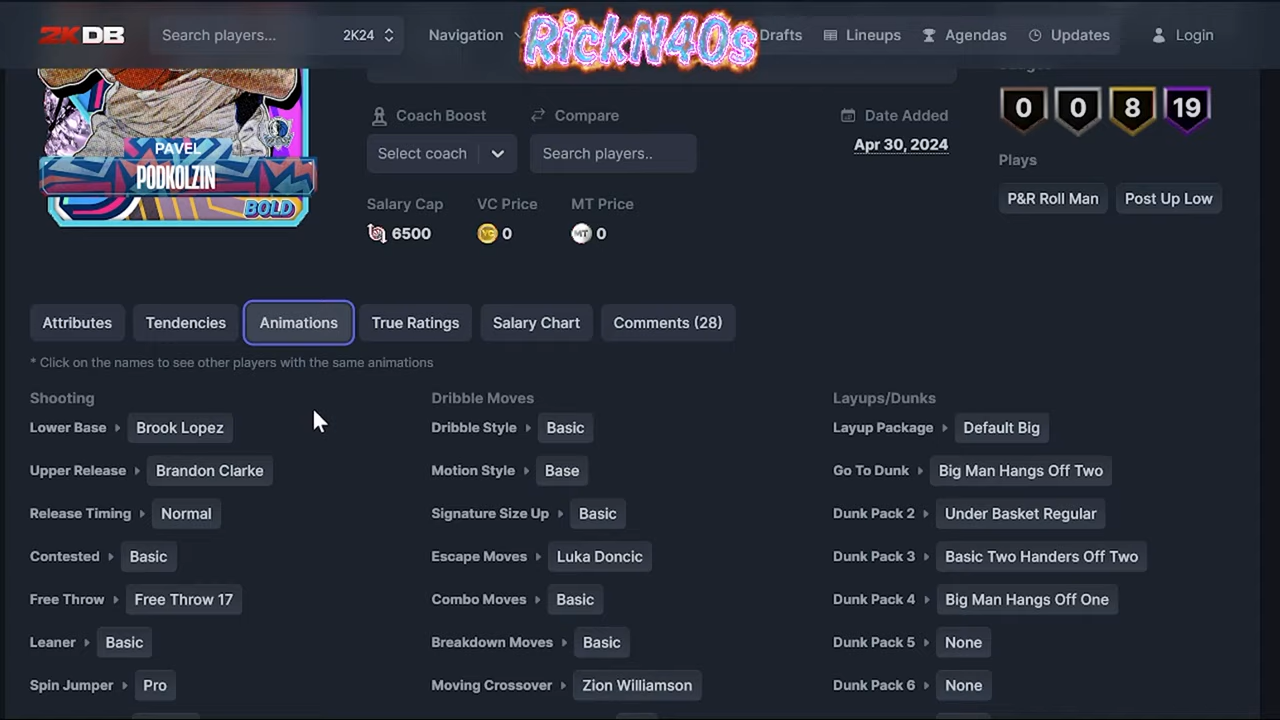 2KDB
Search players...
2K24
Navigation
RickN40s
Drafts
Lineups
Agendas
Updates
Login
PAVEL
PODKOLZIN
BOLD
Coach Boost
Compare
Date Added
Select coach
Search players..
Apr 30, 2024
Salary Cap
VC Price
MT Price
6500
VC 0
MT 0
0 0 8 19
Plays
P&R Roll Man
Post Up Low
Attributes
Tendencies
Animations
True Ratings
Salary Chart
Comments (28)
* Click on the names to see other players with the same animations
Shooting
Lower Base Brook Lopez
Upper Release Brandon Clarke
Release Timing Normal
Contested Basic
Free Throw Free Throw 17
Leaner Basic
Spin Jumper Pro
Dribble Moves
Dribble Style Basic
Motion Style Base
Signature Size Up Basic
Escape Moves Luka Doncic
Combo Moves Basic
Breakdown Moves Basic
Moving Crossover Zion Williamson
Layups/Dunks
Layup Package Default Big
Go To Dunk Big Man Hangs Off Two
Dunk Pack 2 Under Basket Regular
Dunk Pack 3 Basic Two Handers Off Two
Dunk Pack 4 Big Man Hangs Off One
Dunk Pack 5 None
Dunk Pack 6 None